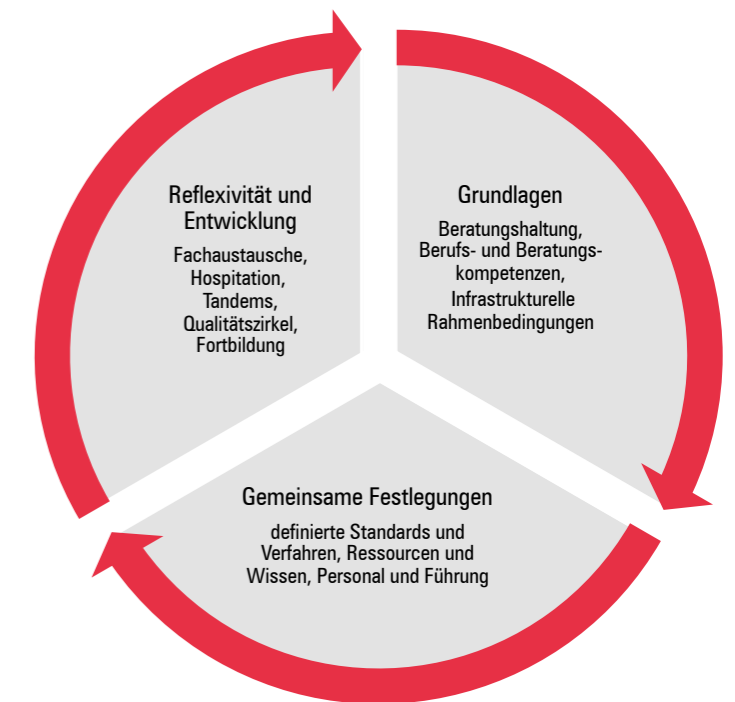 Reflexivität und
Entwicklung
Fachaustausche,
Hospitation,
Tandems,
Qualitätszirkel,
Fortbildung
Grundlagen
Beratungshaltung,
Berufs- und Beratungs-
kompetenzen,
Infrastrukturelle
Rahmenbedingungen
Gemeinsame Festlegungen
definierte Standards und
Verfahren, Ressourcen und
Wissen, Personal und Führung